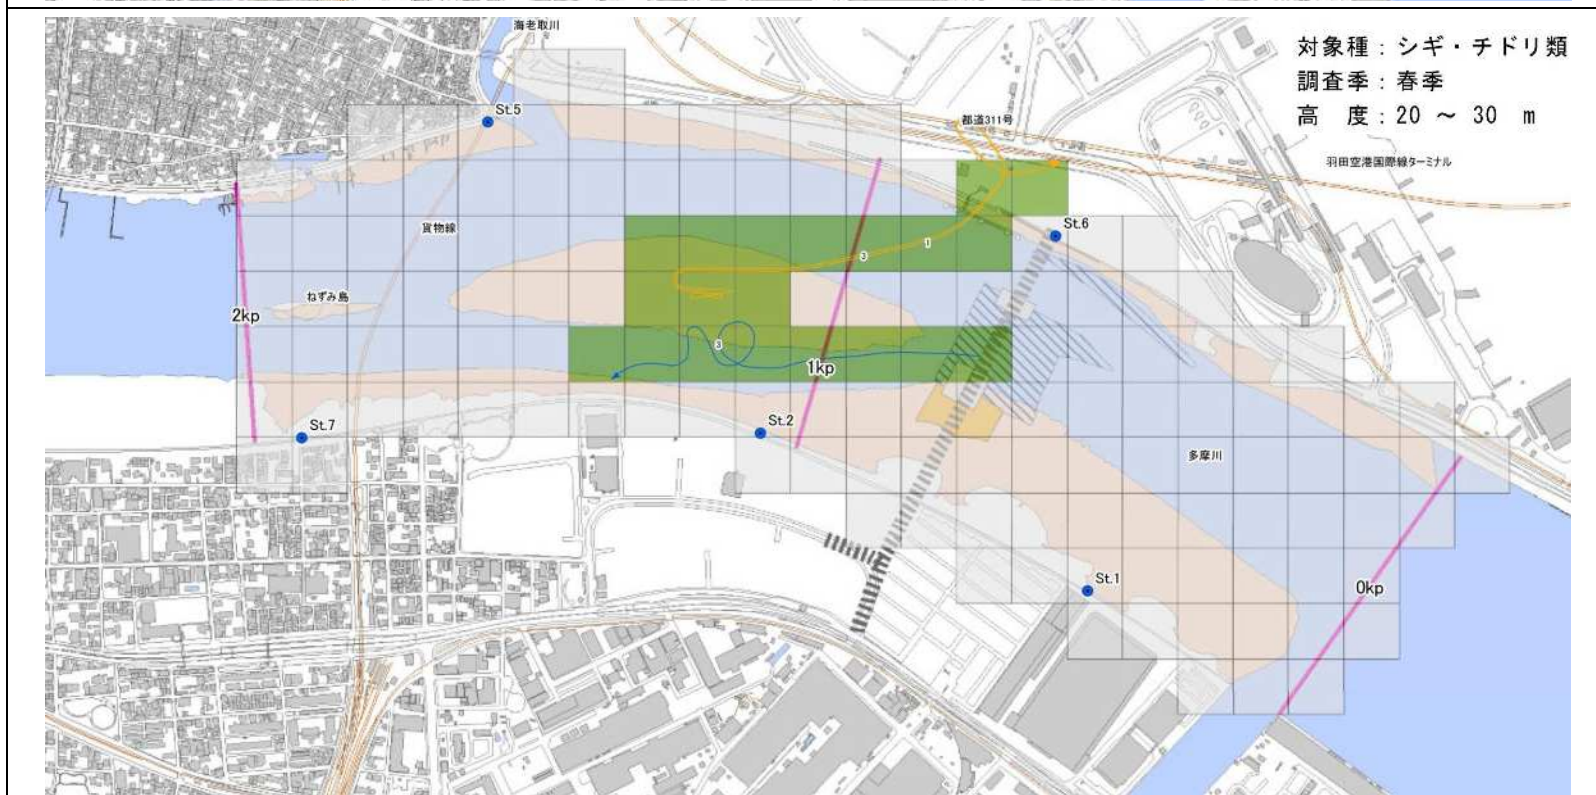 海老取川
対象種：シギ・チドリ類
調査季：春季
高　度：20 ～ 30　m
St.5
都道311号
羽田空港国際線ターミナル
貨物線
St.6
1
3
ねずみ島
2kp
3
1kp
St.7
St.2
多摩川
St.1
0kp